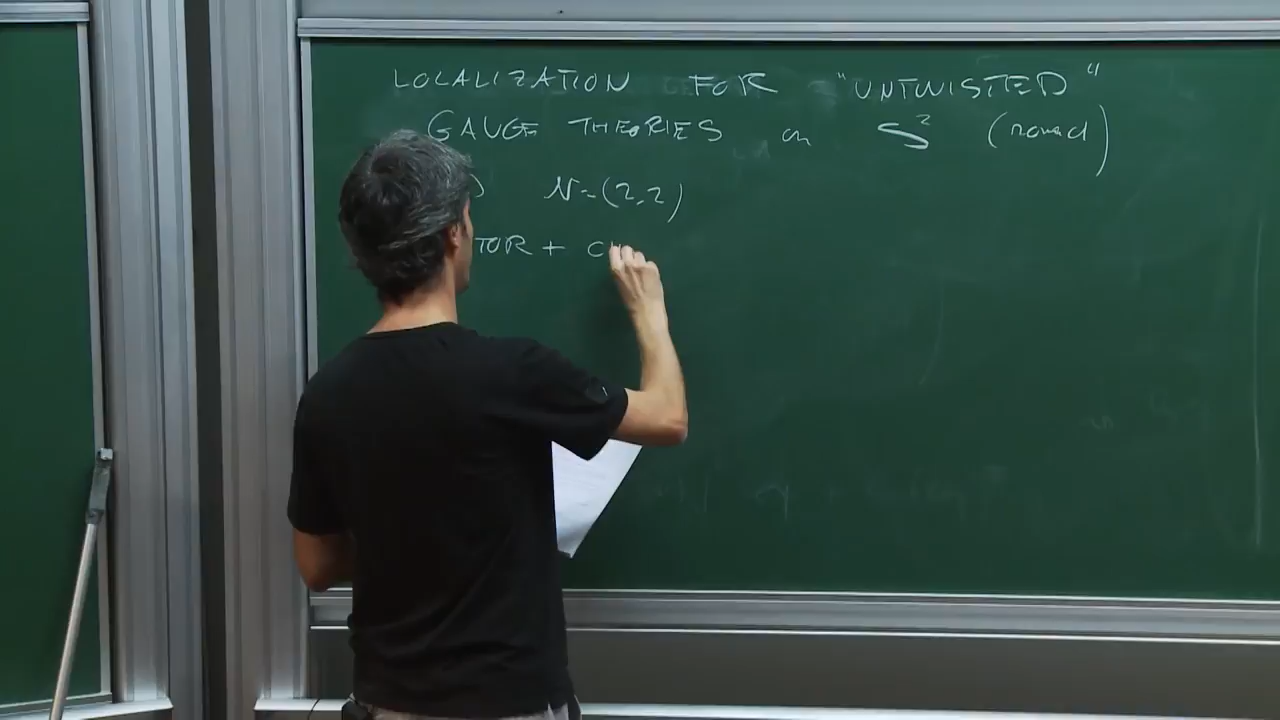 LOCALIZATION FOR "UNTWISTED"
GAUGE THEORIES on S² (round)
) N=(2,2)
TOR + C